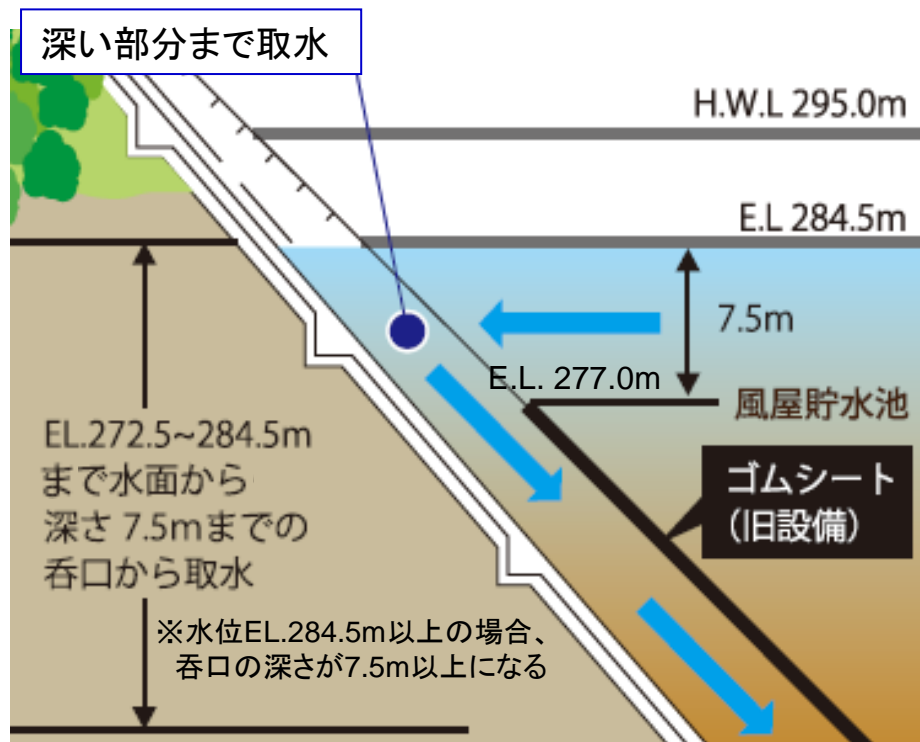 深い部分まで取水
H.W.L 295.0m
E.L 284.5m
7.5m
E.L. 277.0m
風屋貯水池
ゴムシート
(旧設備)
EL.272.5~284.5m
まで水面から
深さ 7.5mまでの
呑口から取水
※水位EL.284.5m以上の場合、
呑口の深さが7.5m以上になる